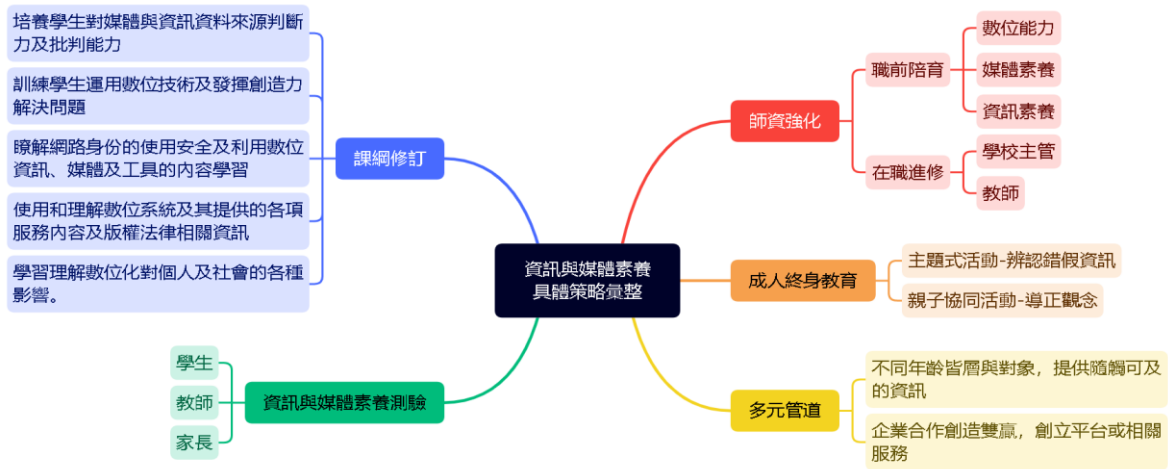 資訊與媒體素養
具體策略彙整
課綱修訂
培養學生對媒體與資訊資料來源判斷
力及批判能力
訓練學生運用數位技術及發揮創造力
解決問題
瞭解網路身份的使用安全及利用數位
資訊、媒體及工具的內容學習
使用和理解數位系統及其提供的各項
服務內容及版權法律相關資訊
學習理解數位化對個人及社會的各種
影響。
資訊與媒體素養測驗
學生
教師
家長
師資強化
職前陪育
數位能力
媒體素養
資訊素養
在職進修
學校主管
教師
成人終身教育
主題式活動-辨認錯假資訊
親子協同活動-導正觀念
多元管道
不同年齡皆層與對象，提供隨觸可及
的資訊
企業合作創造雙贏，創立平台或相關
服務